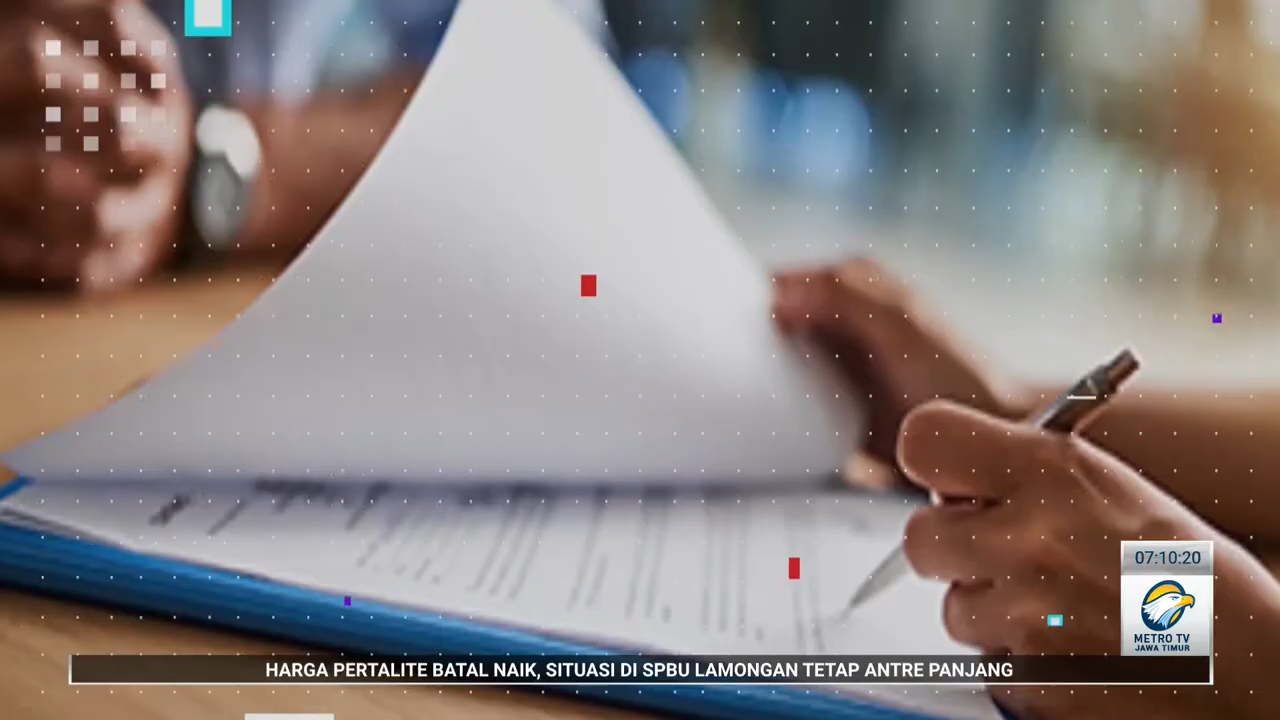 07:10:20
METRO TV
JAWA TIMUR
HARGA PERTALITE BATAL NAIK, SITUASI DI SPBU LAMONGAN TETAP ANTRE PANJANG